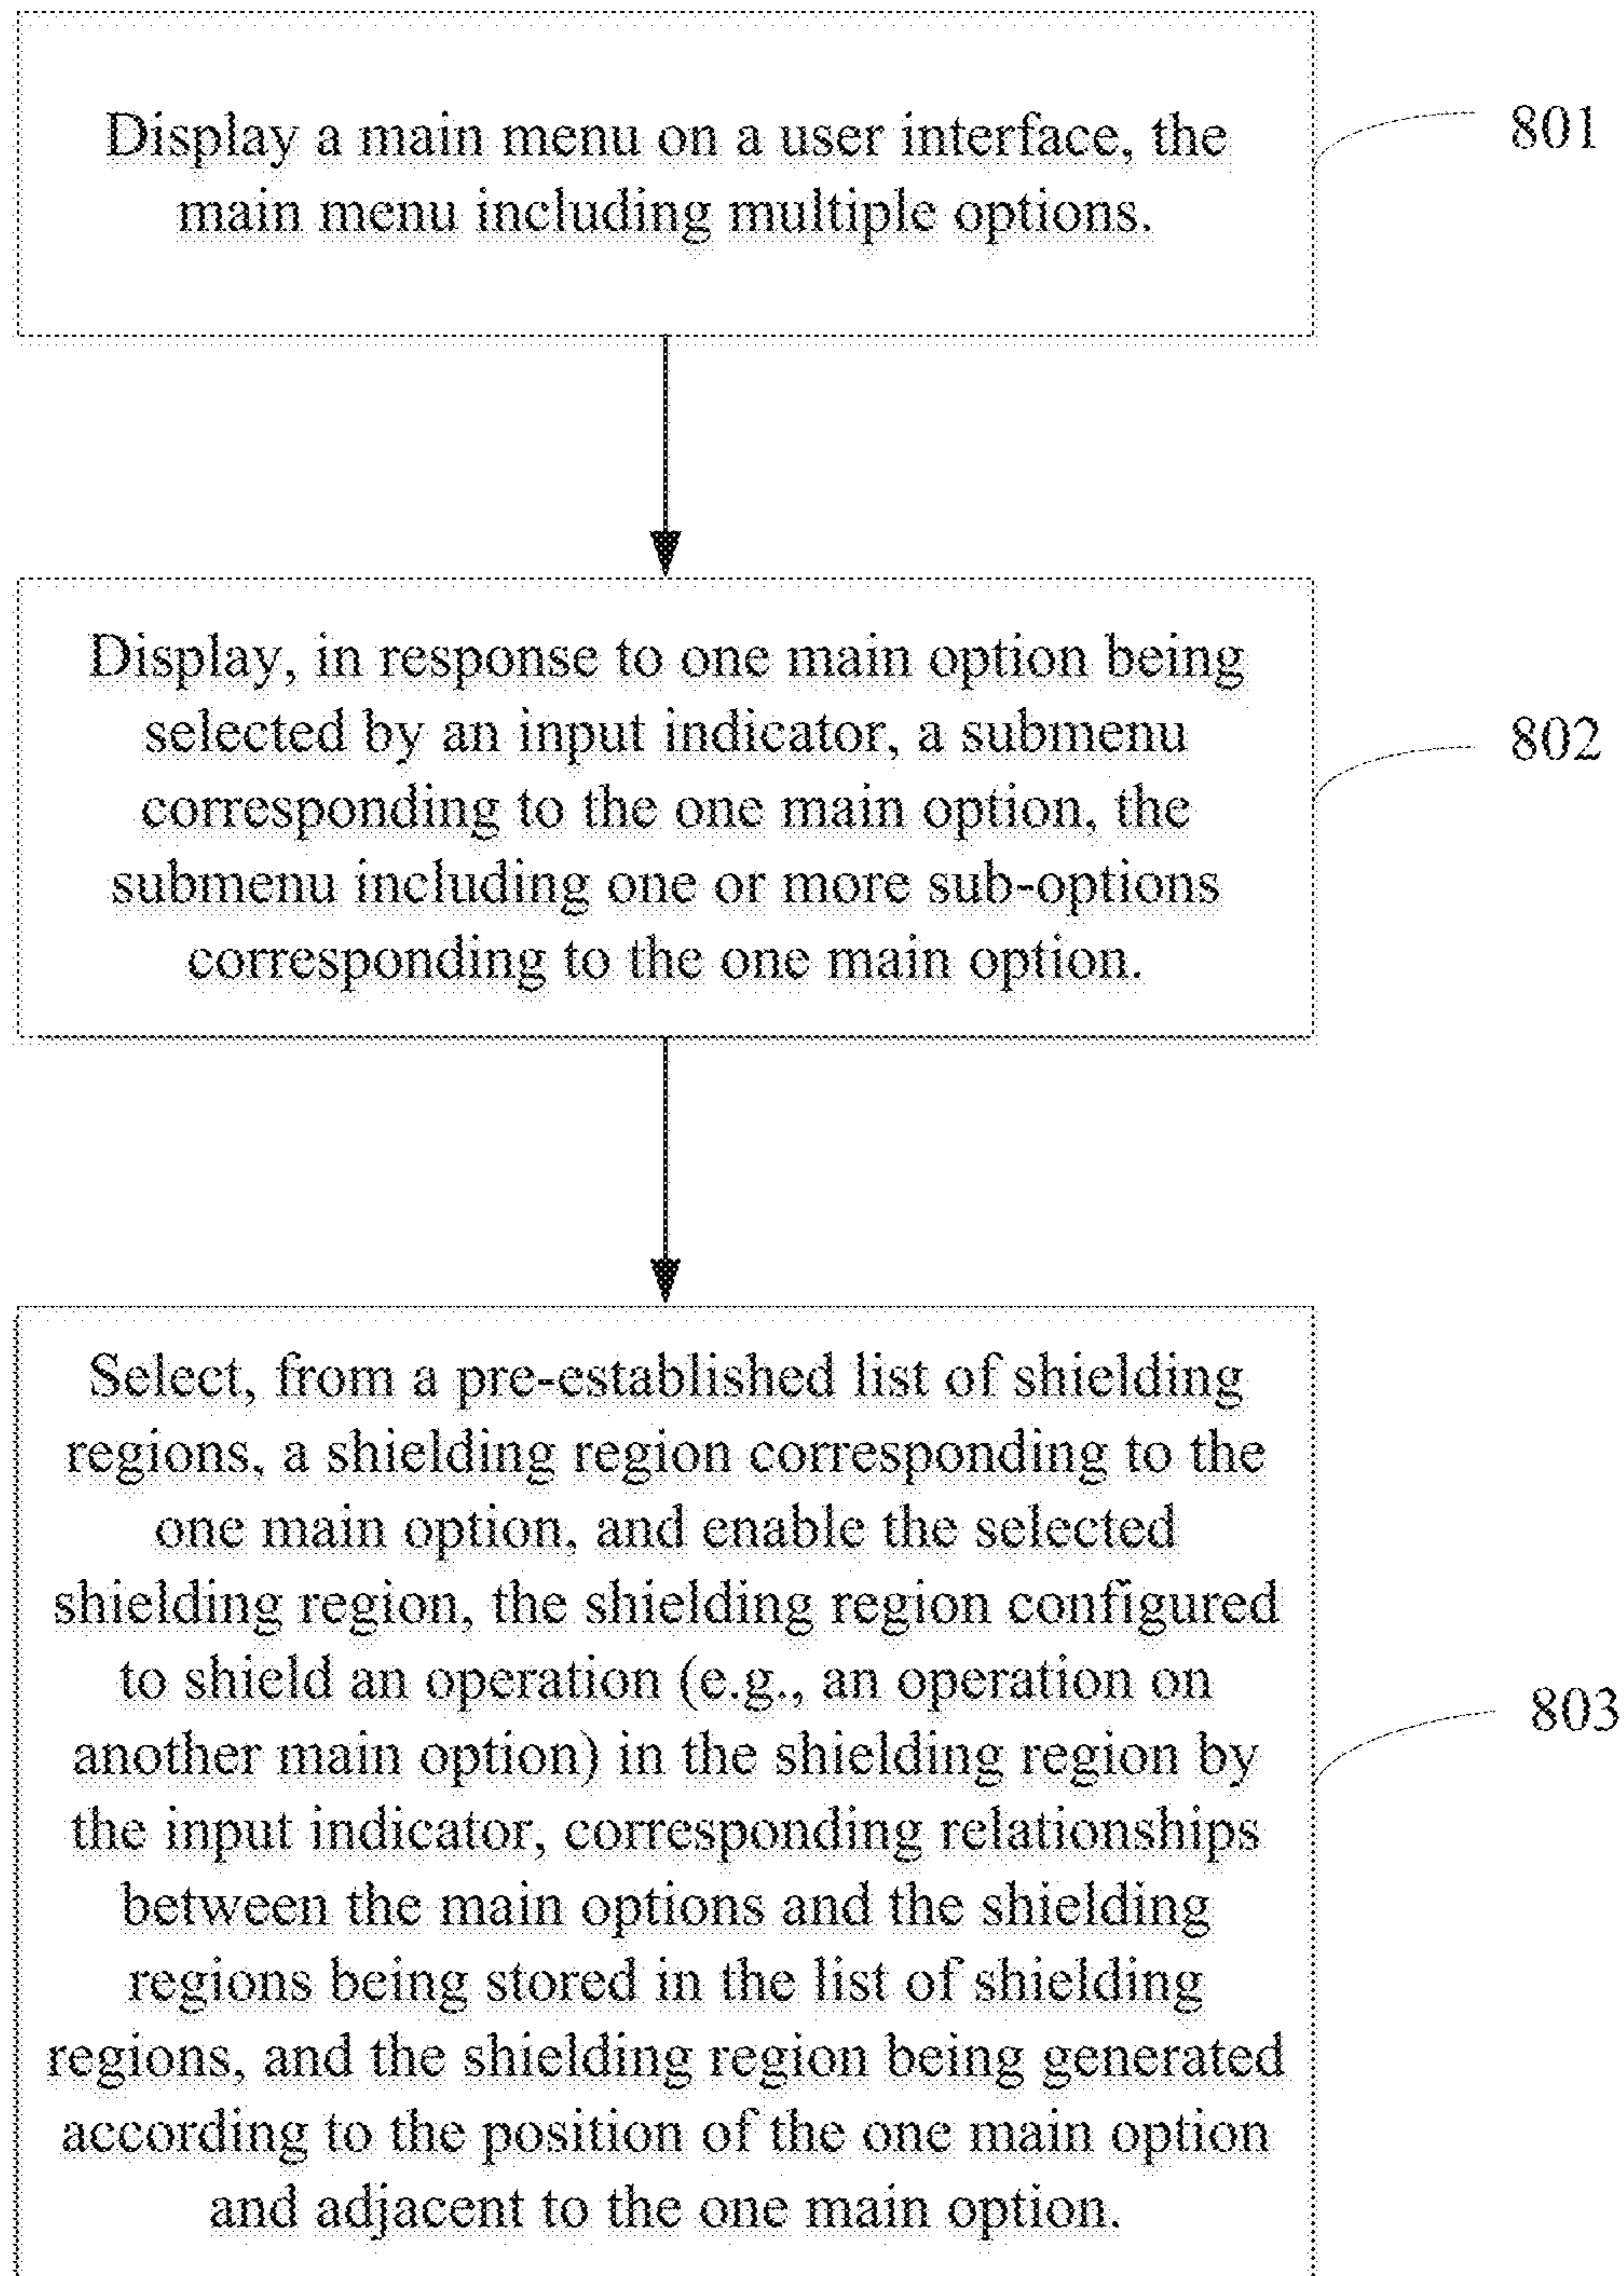 Display a main menu on a user interface, the
main menu including multiple options.
801
Display, in response to one main option being
selected by an input indicator, a submenu
corresponding to the one main option, the
submenu including one or more sub-options
corresponding to the one main option.
802
Select, from a pre-established list of shielding
regions, a shielding region corresponding to the
one main option, and enable the selected
shielding region, the shielding region configured
to shield an operation (e.g., an operation on
another main option) in the shielding region by
the input indicator, corresponding relationships
between the main options and the shielding
regions being stored in the list of shielding
regions, and the shielding region being generated
according to the position of the one main option
and adjacent to the one main option.
803